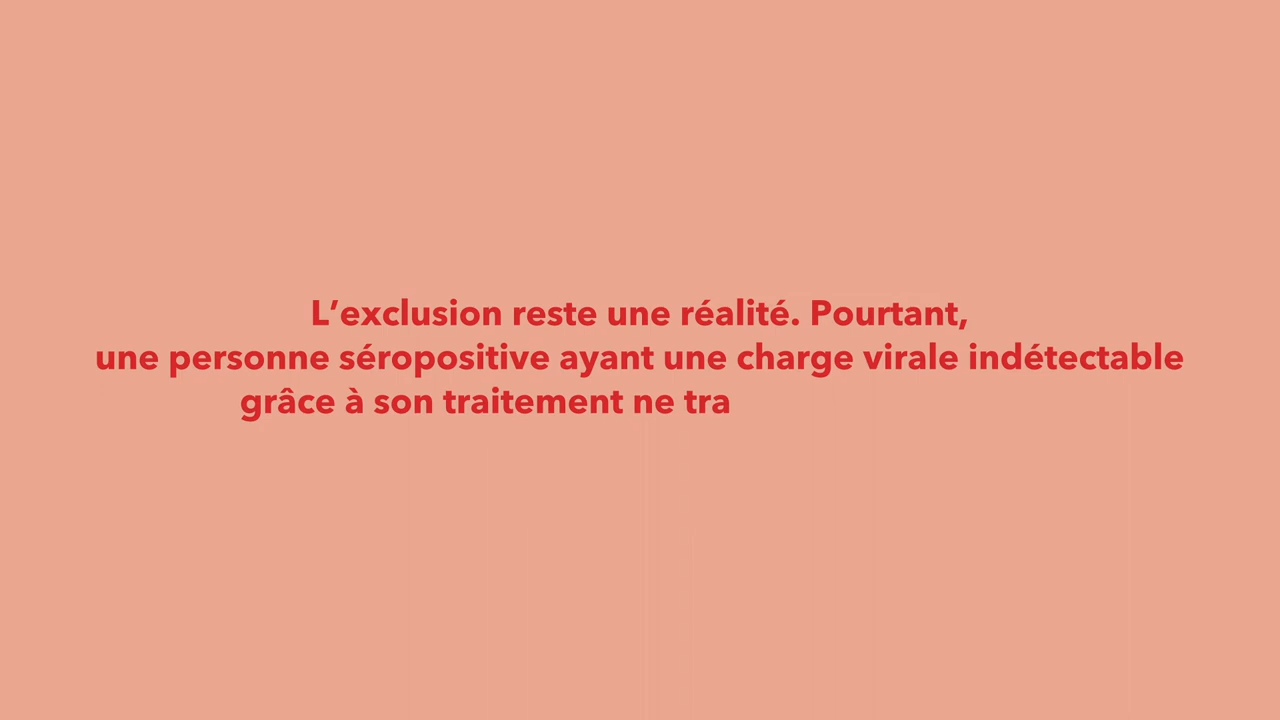 L’exclusion reste une réalité. Pourtant,
une personne séropositive ayant une charge virale indétectable
grâce à son traitement ne tra